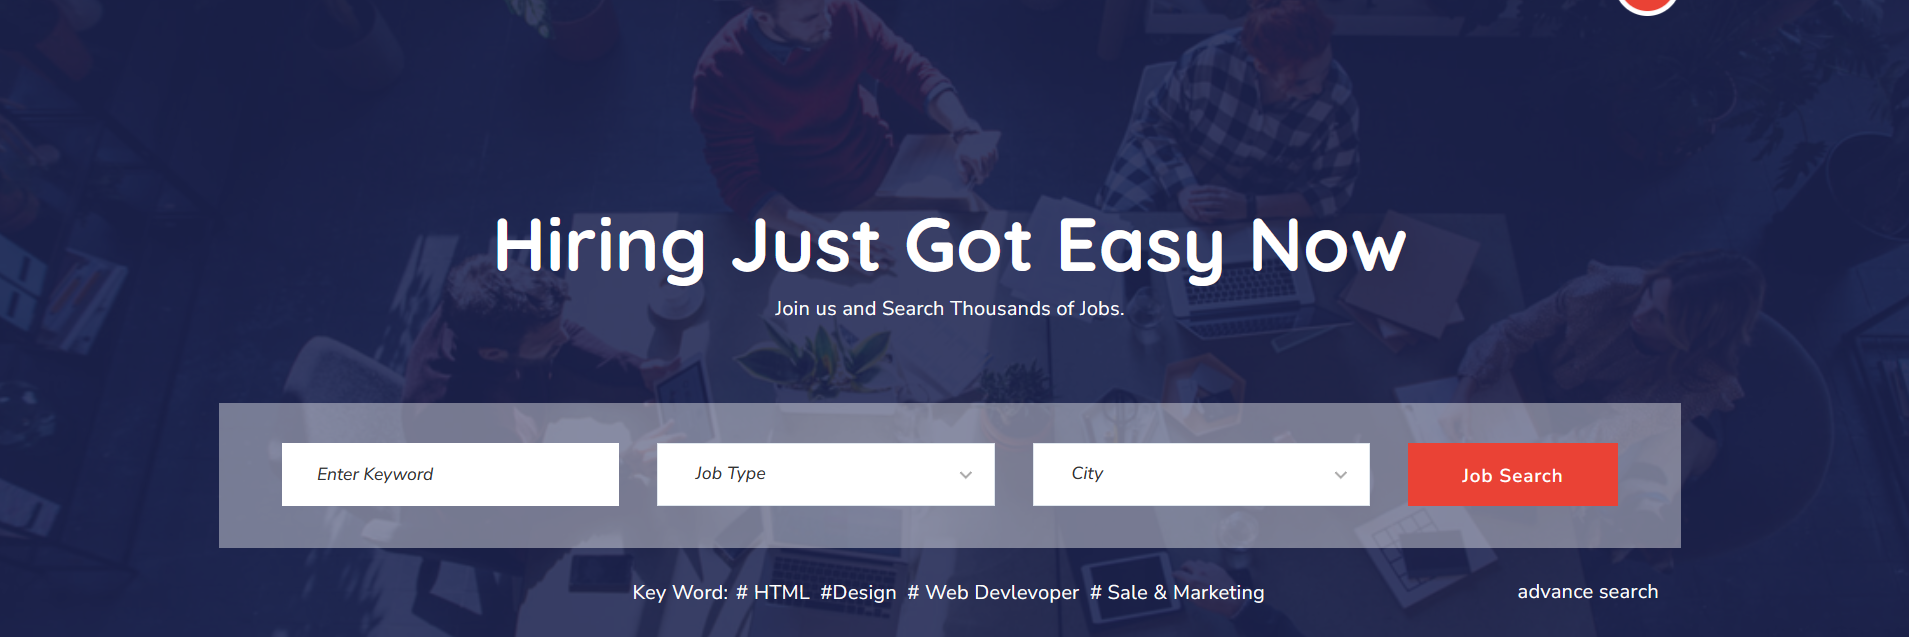 Hiring Just Got Easy Now
Join us and Search Thousands of Jobs.
Enter Keyword
Job Type
City
Job Search
Key Word: # HTML #Design # Web Devlevoper # Sale & Marketing
advance search